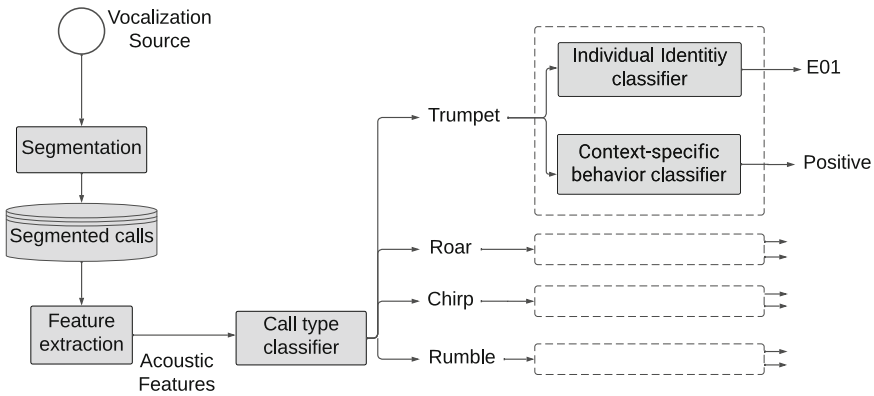 Vocalization
Source
Segmentation
Segmented calls
Feature
extraction
Acoustic
Features
Call type
classifier
Trumpet
Individual Identitiy
classifier
E01
Context-specific
behavior classifier
Positive
Roar
Chirp
Rumble